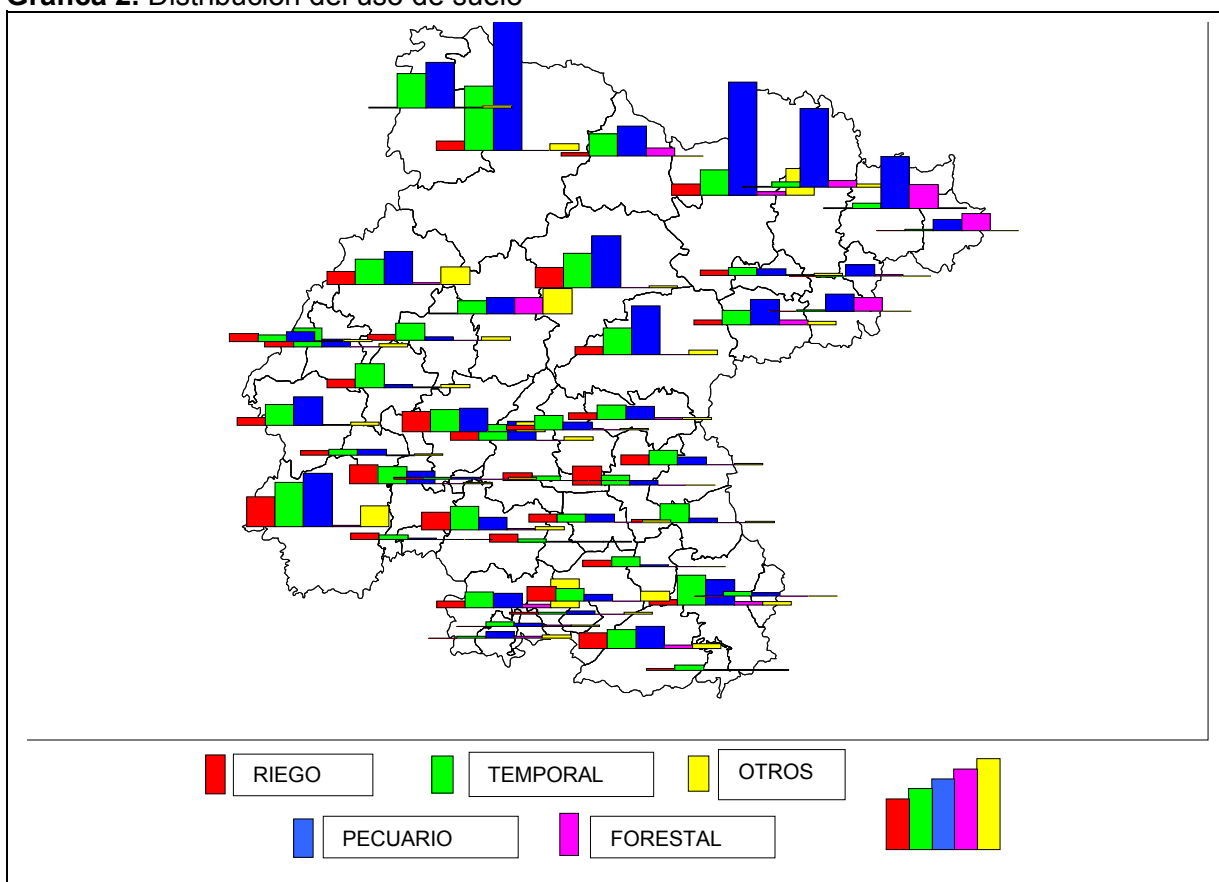 Gráfica 2. Distribución del uso de suelo
RIEGO
TEMPORAL
OTROS
PECUARIO
FORESTAL